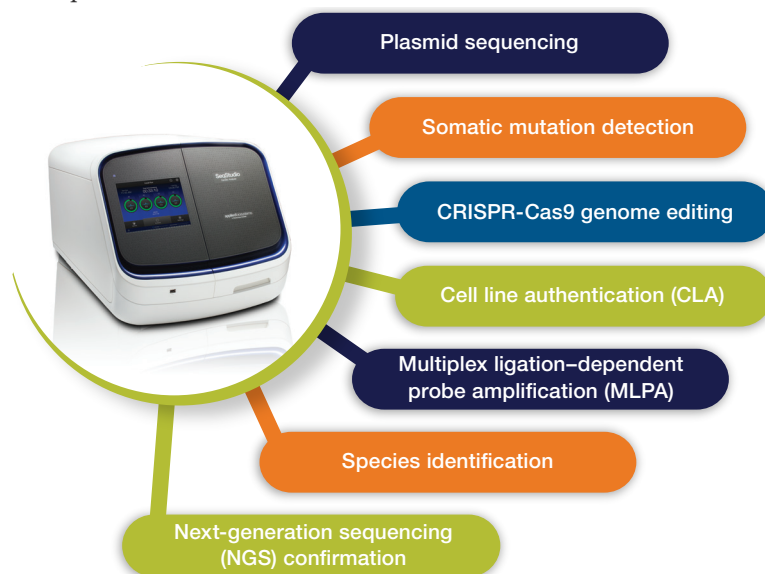 Plasmid sequencing
Somatic mutation detection
SeqStudio
CRISPR-Cas9 genome editing
Cell line authentication (CLA)
Multiplex ligation–dependent
probe amplification (MLPA)
Species identification
Next-generation sequencing
(NGS) confirmation